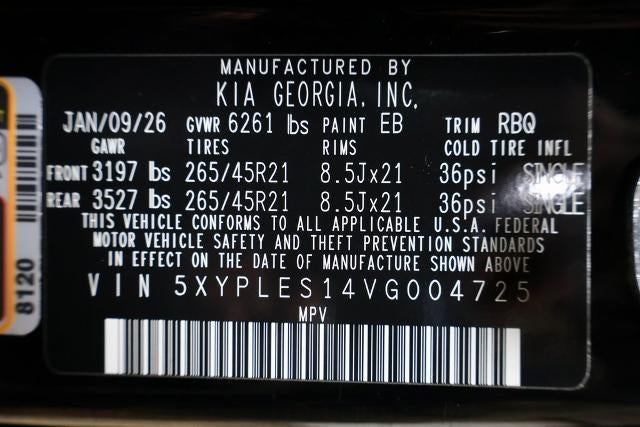 MANUFACTURED BY
KIA GEORGIA, INC.
JAN/09/26 GVWR 6261 lbs PAINT EB TRIM RBQ
GAWR TIRES RIMS COLD TIRE INFL
FRONT 3197 lbs 265/45R21 8.5Jx21 36psi SINGLE
REAR 3527 lbs 265/45R21 8.5Jx21 36psi SINGLE
THIS VEHICLE CONFORMS TO ALL APPLICABLE U.S.A. FEDERAL
MOTOR VEHICLE SAFETY AND THEFT PREVENTION STANDARDS
IN EFFECT ON THE DATE OF MANUFACTURE SHOWN ABOVE
VIN 5XYPLES14VG004725
MPV
8120